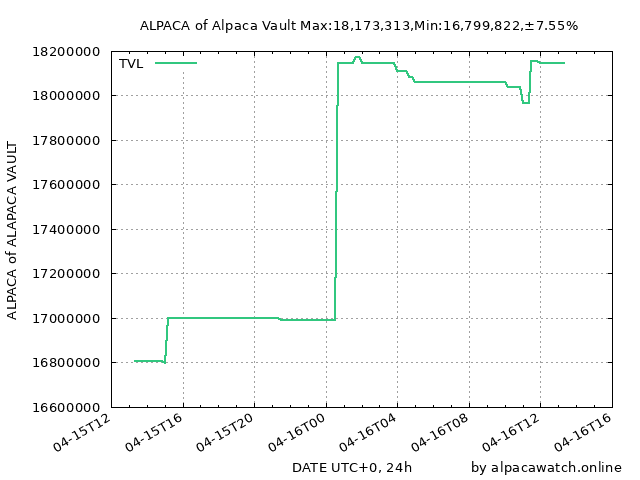 ALPACA of Alpaca Vault Max:18,173,313,Min:16,799,822,±7.55%
TVL
18200000
18000000
17800000
17600000
17400000
17200000
17000000
16800000
16600000
ALPACA of ALAPACA VAULT
04-15T12
04-15T16
04-15T20
04-16T00
04-16T04
04-16T08
04-16T12
04-16T16
DATE UTC+0, 24h
by alpacawatch.online